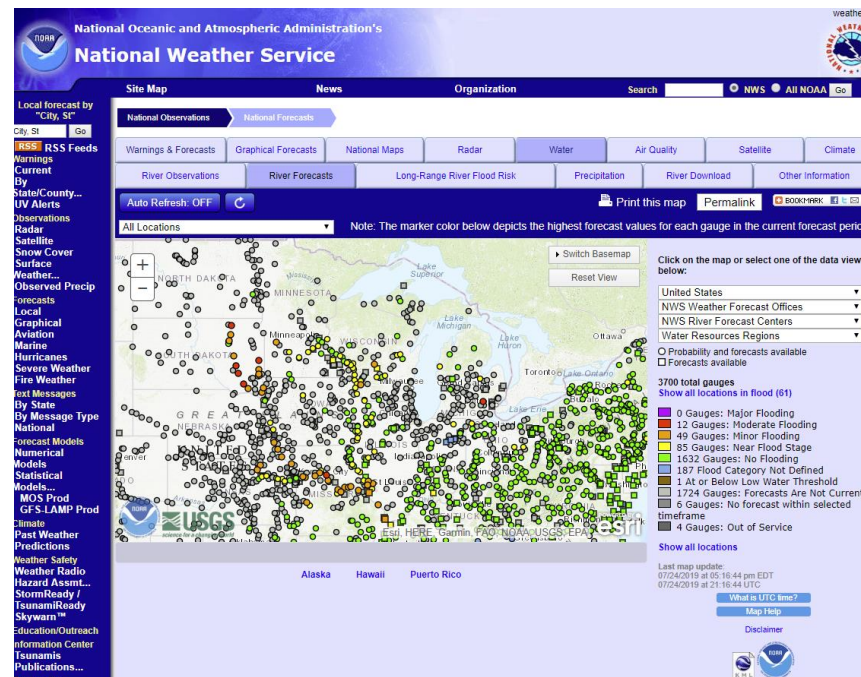 weathe
NOAA
National Oceanic and Atmospheric Administration's
National Weather Service
Site Map News Organization Search NWS All NOAA Go
Local forecast by
"City, St"
City, St Go
RSS RSS Feeds
Warnings
Current
By
State/County...
UV Alerts
Observations
Radar
Satellite
Snow Cover
Surface
Weather...
Observed Precip
Forecasts
Local
Graphical
Aviation
Marine
Hurricanes
Severe Weather
Fire Weather
Text Messages
By State
By Message Type
National
Forecast Models
Numerical
Models
Statistical
Models...
MOS Prod
GFS-LAMP Prod
Climate
Past Weather
Predictions
Weather Safety
Weather Radio
Hazard Assmt...
StormReady /
TsunamiReady
Skywarn™
Education/Outreach
Information Center
Tsunamis
Publications...
National Observations National Forecasts
Warnings & Forecasts Graphical Forecasts National Maps Radar Water Air Quality Satellite Climate
River Observations River Forecasts Long-Range River Flood Risk Precipitation River Download Other Information
Auto Refresh: OFF Print this map Permalink BOOKMARK
All Locations Note: The marker color below depicts the highest forecast values for each gauge in the current forecast perio
+
−
Switch Basemap
Reset View
NORTH DAKOTA
MINNESOTA
Lake
Superior
Minneapolis
WISCONSIN
Lake
Michigan
Lake
Huron
Ottawa
SOUTH DAKOTA
Toronto Lake Ontario
Milwaukee
Buffalo
Lake Erie
GREAT
NEBRASKA
USGS
science for a changing world
Esri, HERE, Garmin, FAO, NOAA, USGS, EPA
esri
Alaska Hawaii Puerto Rico
Click on the map or select one of the data view
below:
United States
NWS Weather Forecast Offices
NWS River Forecast Centers
Water Resources Regions
Probability and forecasts available
Forecasts available
3700 total gauges
Show all locations in flood (61)
0 Gauges: Major Flooding
12 Gauges: Moderate Flooding
49 Gauges: Minor Flooding
85 Gauges: Near Flood Stage
1632 Gauges: No Flooding
187 Flood Category Not Defined
1 At or Below Low Water Threshold
1724 Gauges: Forecasts Are Not Current
6 Gauges: No forecast within selected
timeframe
4 Gauges: Out of Service
Show all locations
Last map update:
07/24/2019 at 05:16:44 pm EDT
07/24/2019 at 21:16:44 UTC
What is UTC time?
Map Help
Disclaimer
KML
NOAA